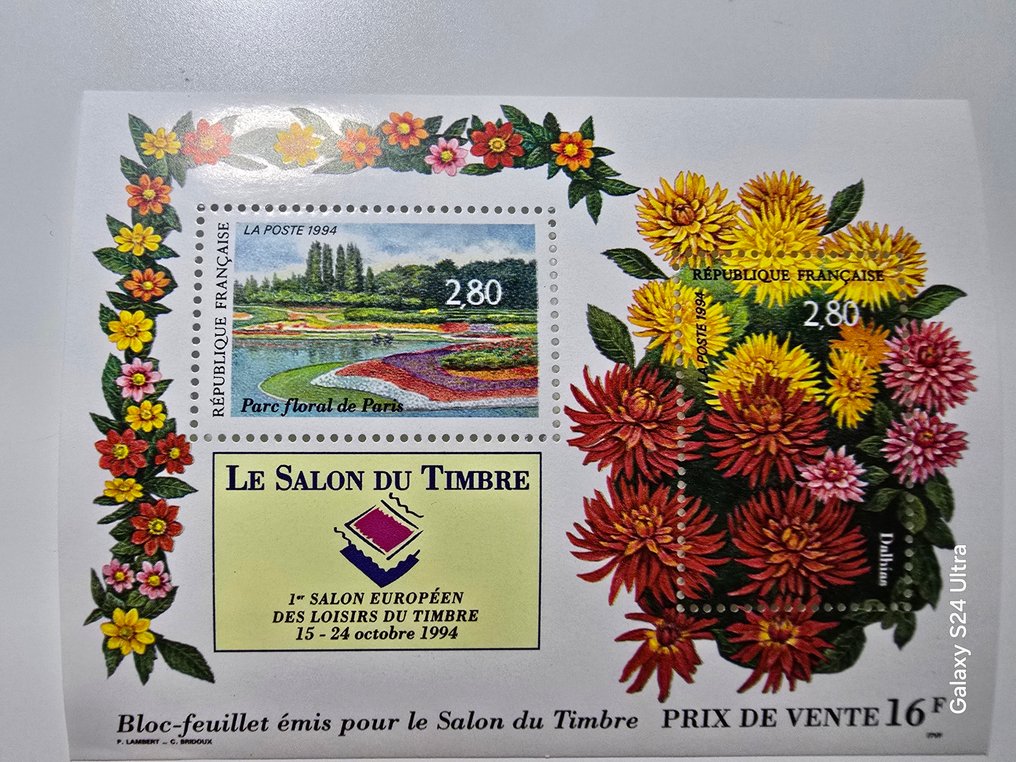 LA POSTE 1994
RÉPUBLIQUE FRANÇAISE
2,80
Parc floral de Paris
RÉPUBLIQUE FRANÇAISE
LA POSTE 1994
2,80
Dalhias
LE SALON DU TIMBRE
1er SALON EUROPÉEN
DES LOISIRS DU TIMBRE
15 - 24 octobre 1994
Bloc-feuillet émis pour le Salon du Timbre PRIX DE VENTE 16 F
P. LAMBERT _ C. BRIDOUX
Galaxy S24 Ultra